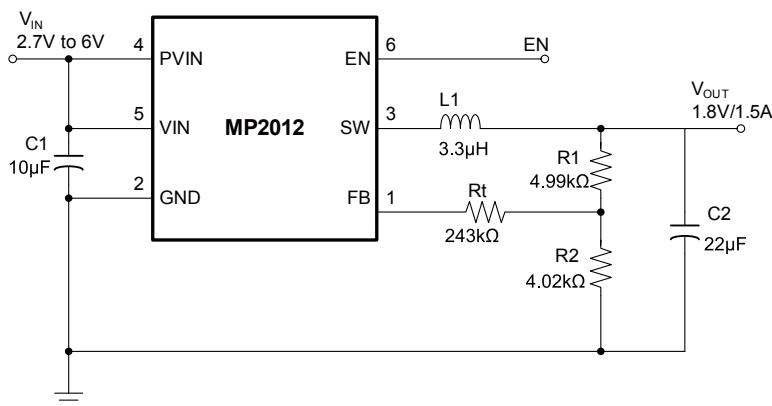 VIN
2.7V to 6V
4
PVIN
EN
6
EN
5
VIN
MP2012
SW
3
L1
3.3µH
VOUT
1.8V/1.5A
C1
10µF
R1
4.99kΩ
2
GND
FB
1
Rt
243kΩ
C2
22µF
R2
4.02kΩ